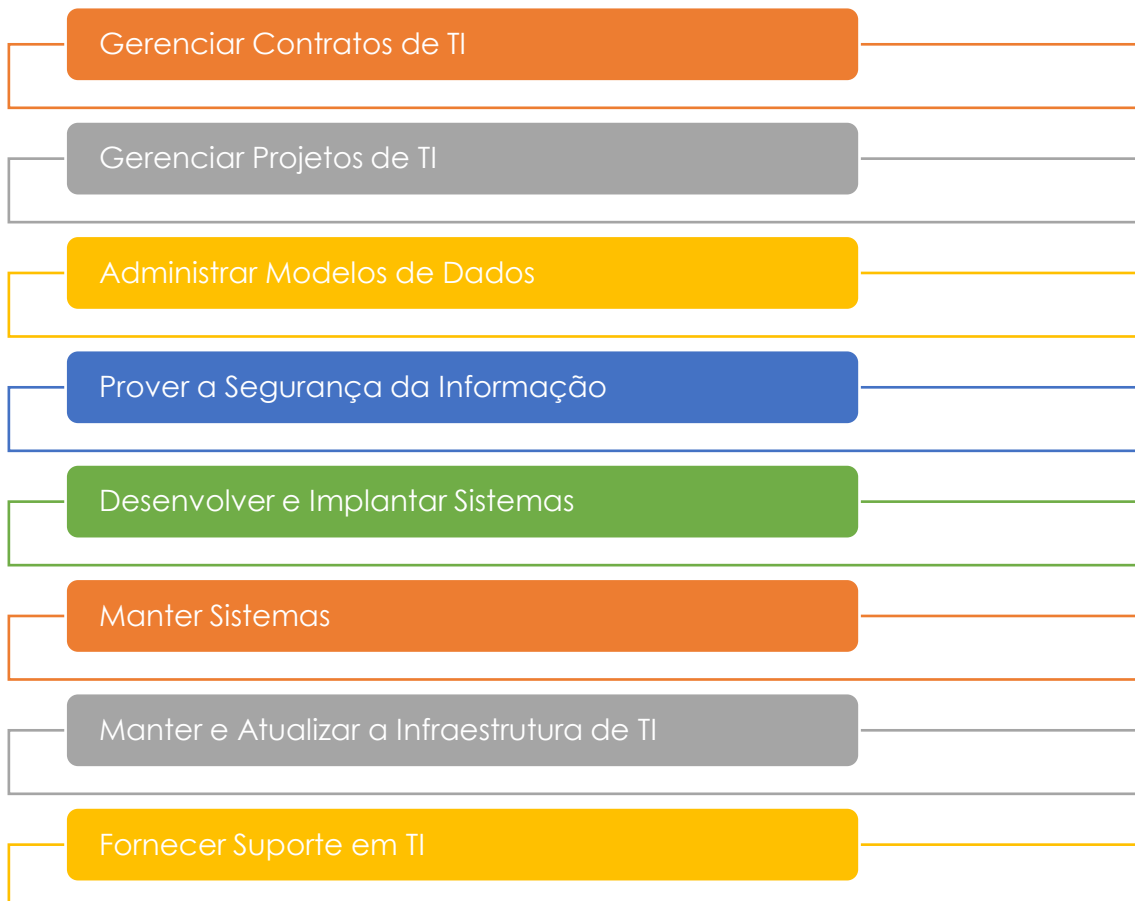 Gerenciar Contratos de TI
Gerenciar Projetos de TI
Administrar Modelos de Dados
Prover a Segurança da Informação
Desenvolver e Implantar Sistemas
Manter Sistemas
Manter e Atualizar a Infraestrutura de TI
Fornecer Suporte em TI